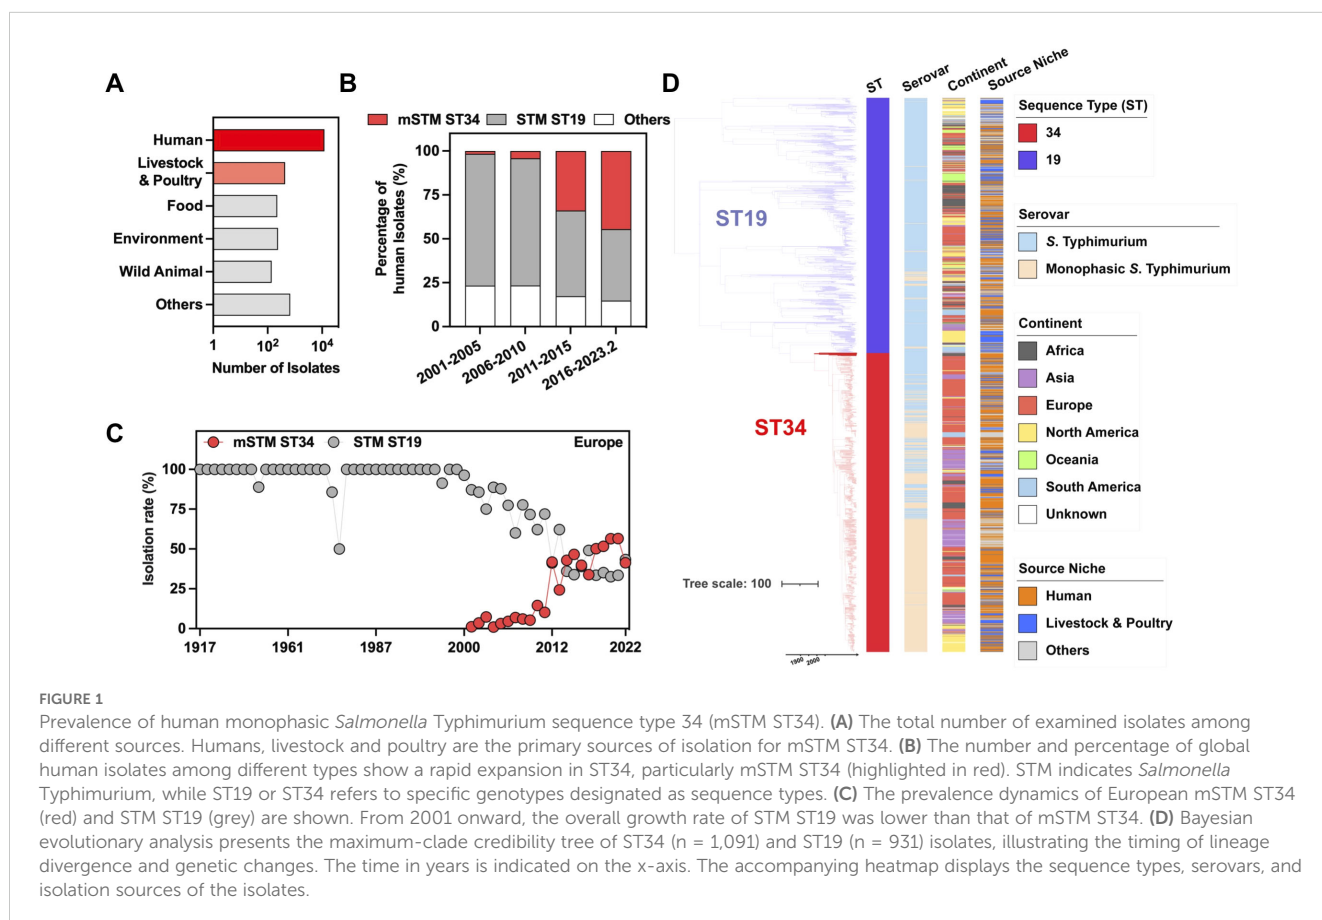 A
Human
Livestock
& Poultry
Food
Environment
Wild Animal
Others
1
10²
10⁴
Number of Isolates
B
mSTM ST34
STM ST19
Others
Percentage of
human Isolates (%)
100
75
50
25
0
2001-2005
2006-2010
2011-2015
2016-2023.2
C
mSTM ST34
STM ST19
Europe
Isolation rate (%)
100
75
50
25
0
1917
1961
1987
2000
2012
2022
D
ST
Serovar
Continent
Source Niche
ST19
ST34
Tree scale: 100
1900
2000
Sequence Type (ST)
34
19
Serovar
S. Typhimurium
Monophasic S. Typhimurium
Continent
Africa
Asia
Europe
North America
Oceania
South America
Unknown
Source Niche
Human
Livestock & Poultry
Others
FIGURE 1
Prevalence of human monophasic Salmonella Typhimurium sequence type 34 (mSTM ST34). (A) The total number of examined isolates among
different sources. Humans, livestock and poultry are the primary sources of isolation for mSTM ST34. (B) The number and percentage of global
human isolates among different types show a rapid expansion in ST34, particularly mSTM ST34 (highlighted in red). STM indicates Salmonella
Typhimurium, while ST19 or ST34 refers to specific genotypes designated as sequence types. (C) The prevalence dynamics of European mSTM ST34
(red) and STM ST19 (grey) are shown. From 2001 onward, the overall growth rate of STM ST19 was lower than that of mSTM ST34. (D) Bayesian
evolutionary analysis presents the maximum-clade credibility tree of ST34 (n = 1,091) and ST19 (n = 931) isolates, illustrating the timing of lineage
divergence and genetic changes. The time in years is indicated on the x-axis. The accompanying heatmap displays the sequence types, serovars, and
isolation sources of the isolates.